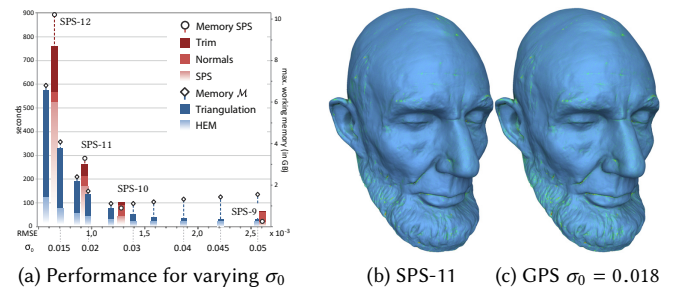 900
800
700
600
500
400
300
200
100
0
seconds
SPS-12
SPS-11
SPS-10
SPS-9
Memory SPS
Trim
Normals
SPS
Memory M
Triangulation
HEM
10
8
6
4
2
max. working memory (in GB)
RMSE
1,0
1,5
2,5
× 10⁻³
σ₀
0.015
0.02
0.03
0.04
0.045
0.05
(a) Performance for varying σ₀
(b) SPS-11
(c) GPS σ₀ = 0.018